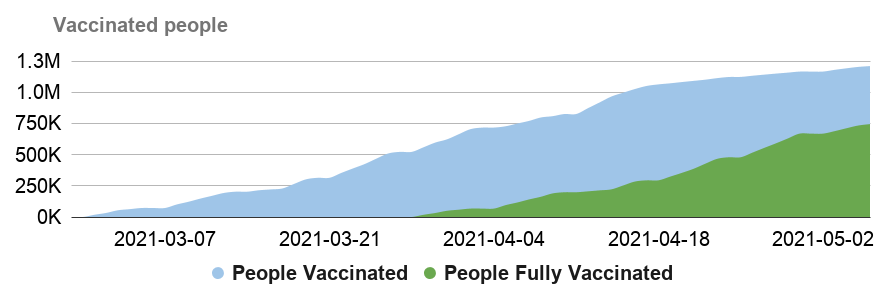 Vaccinated people
1.3M
1.0M
750K
500K
250K
0K
2021-03-07 2021-03-21 2021-04-04 2021-04-18 2021-05-02
People Vaccinated People Fully Vaccinated